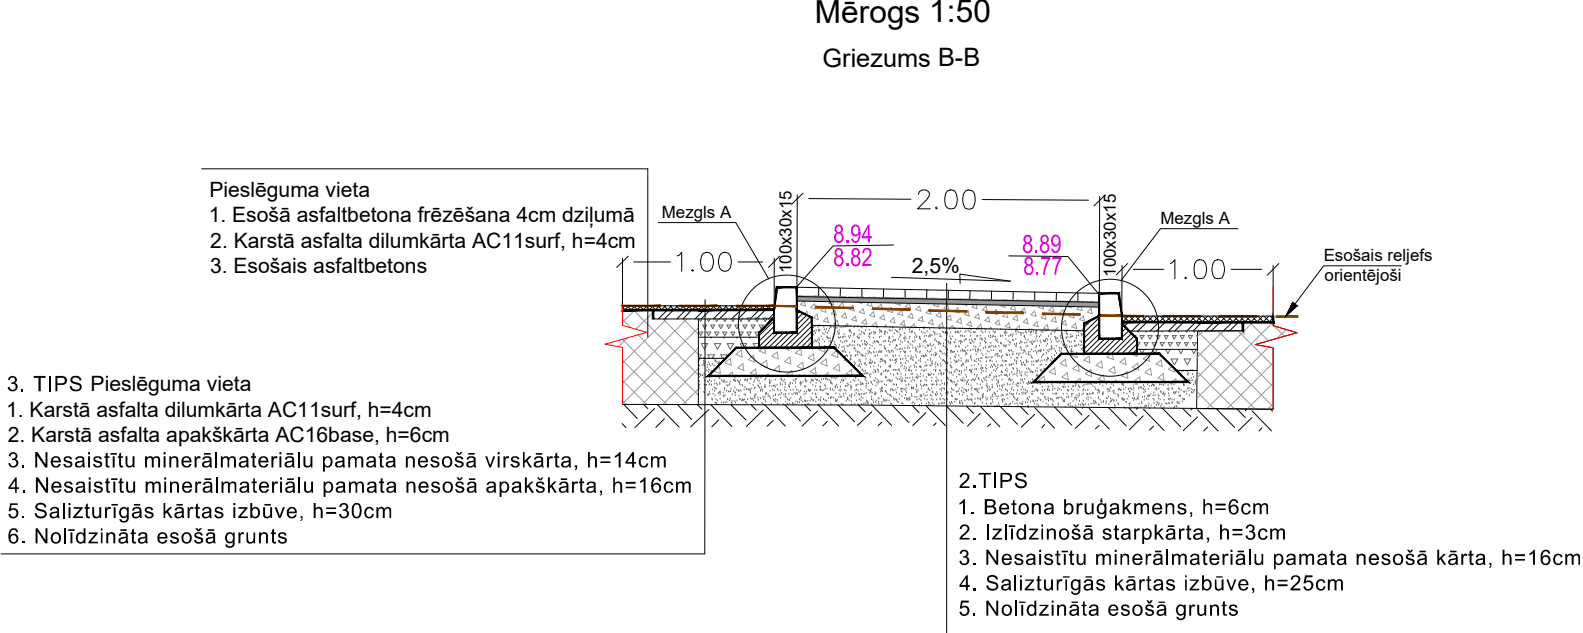 Mērogs 1:50
Griezums B-B
Pieslēguma vieta
1. Esošā asfaltbetona frēzēšana 4cm dziļumā
2. Karstā asfalta dilumkārta AC11surf, h=4cm
3. Esošais asfaltbetons
Mezgls A
1.00
100x30x15
2.00
8.94
8.82
2,5%
8.89
8.77
100x30x15
Mezgls A
1.00
Esošais reljefs
orientējoši
3. TIPS Pieslēguma vieta
1. Karstā asfalta dilumkārta AC11surf, h=4cm
2. Karstā asfalta apakškārta AC16base, h=6cm
3. Nesaistītu minerālmateriālu pamata nesošā virskārta, h=14cm
4. Nesaistītu minerālmateriālu pamata nesošā apakškārta, h=16cm
5. Salizturīgās kārtas izbūve, h=30cm
6. Nolīdzināta esošā grunts
2.TIPS
1. Betona bruģakmens, h=6cm
2. Izlīdzinošā starpkārta, h=3cm
3. Nesaistītu minerālmateriālu pamata nesošā kārta, h=16cm
4. Salizturīgās kārtas izbūve, h=25cm
5. Nolīdzināta esošā grunts